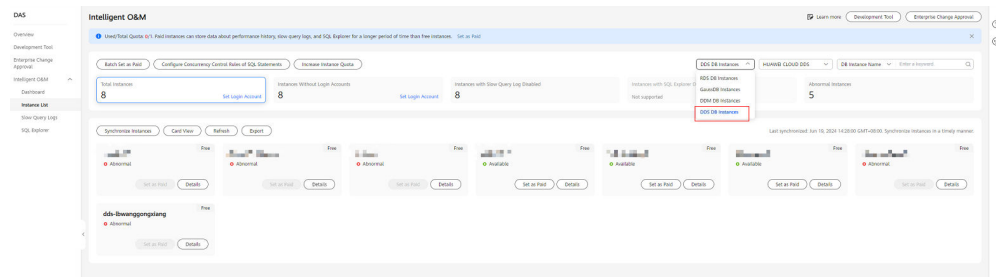 DAS
Overview
Development Tool
Enterprise Change
Approval
Intelligent O&M
Dashboard
Instance List
Slow Query Logs
SQL Explorer
Intelligent O&M
Learn more
Development Tool
Enterprise Change Approval
Used/Total Quota: 0/1. Paid instances can store data about performance history, slow query logs, and SQL Explorer for a longer period of time than free instances. Set as Paid
Batch Set as Paid
Configure Concurrency Control Rules of SQL Statements
Increase Instance Quota
DDS DB Instances
HUAWEI CLOUD DDS
DB Instance Name
Enter a keyword.
RDS DB Instances
GaussDB Instances
DDM DB Instances
DDS DB Instances
Total Instances
8
Set Login Account
Instances Without Login Accounts
8
Set Login Account
Instances with Slow Query Log Disabled
8
Instances with SQL Explorer
Not supported
Abnormal Instances
5
Synchronize Instances
Card View
Refresh
Export
Last synchronized: Jun 19, 2024 14:28:00 GMT+08:00. Synchronize instances in a timely manner.
Free
Abnormal
Set as Paid
Details
Free
Abnormal
Set as Paid
Details
Free
Abnormal
Set as Paid
Details
Free
Available
Set as Paid
Details
Free
Available
Set as Paid
Details
Free
Available
Set as Paid
Details
Free
Abnormal
Set as Paid
Details
Free
dds-lbwanggongxiang
Abnormal
Set as Paid
Details